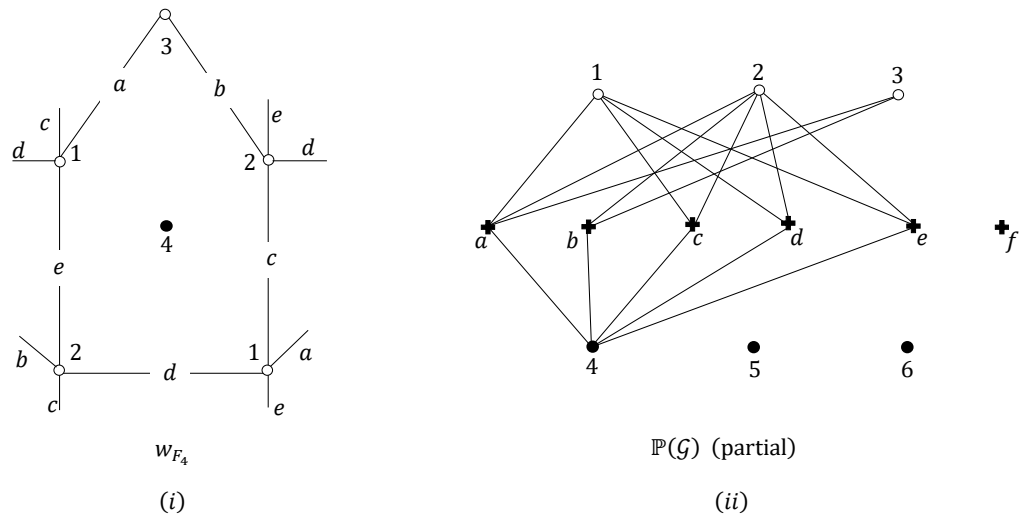 3
a b
c e
d 1 2 d
4
e c
b 2 1 a
d
c e
w_{F_4}
(i)
1 2 3
a b c d e f
4 5 6
ℙ(𝒢) (partial)
(ii)